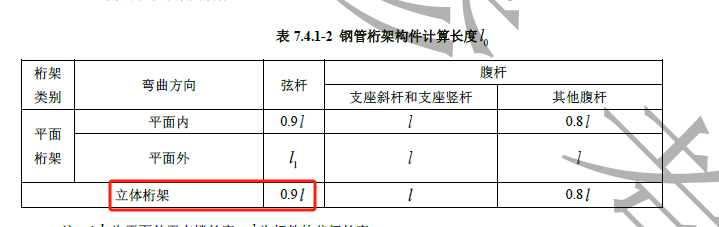 表 7.4.1-2 钢管桁架构件计算长度 l₀
桁架类别 弯曲方向 弦杆 腹杆
支座斜杆和支座竖杆 其他腹杆
平面桁架 平面内 0.9l l 0.8l
平面外 l₁ l l
立体桁架 0.9l l 0.8l